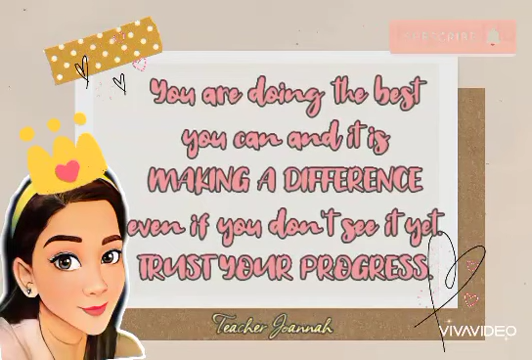 SUBSCRIBE
You are doing the best
you can and it is
MAKING A DIFFERENCE
even if you don't see it yet.
TRUST YOUR PROGRESS.
Teacher Joannah
VIVAVIDEO